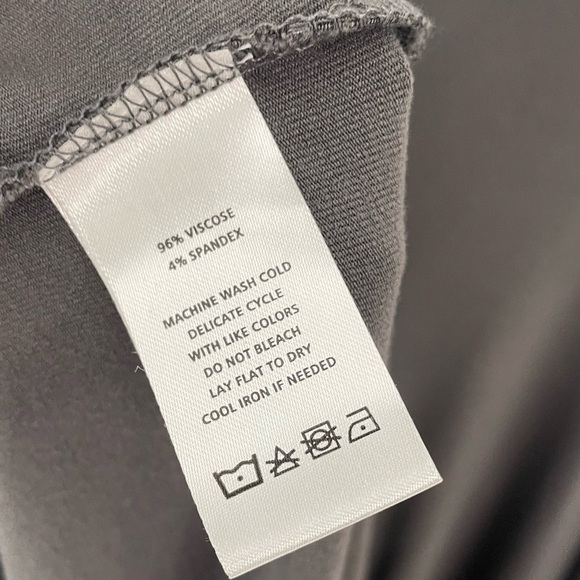 96% VISCOSE
4% SPANDEX
MACHINE WASH COLD
DELICATE CYCLE
WITH LIKE COLORS
DO NOT BLEACH
LAY FLAT TO DRY
COOL IRON IF NEEDED